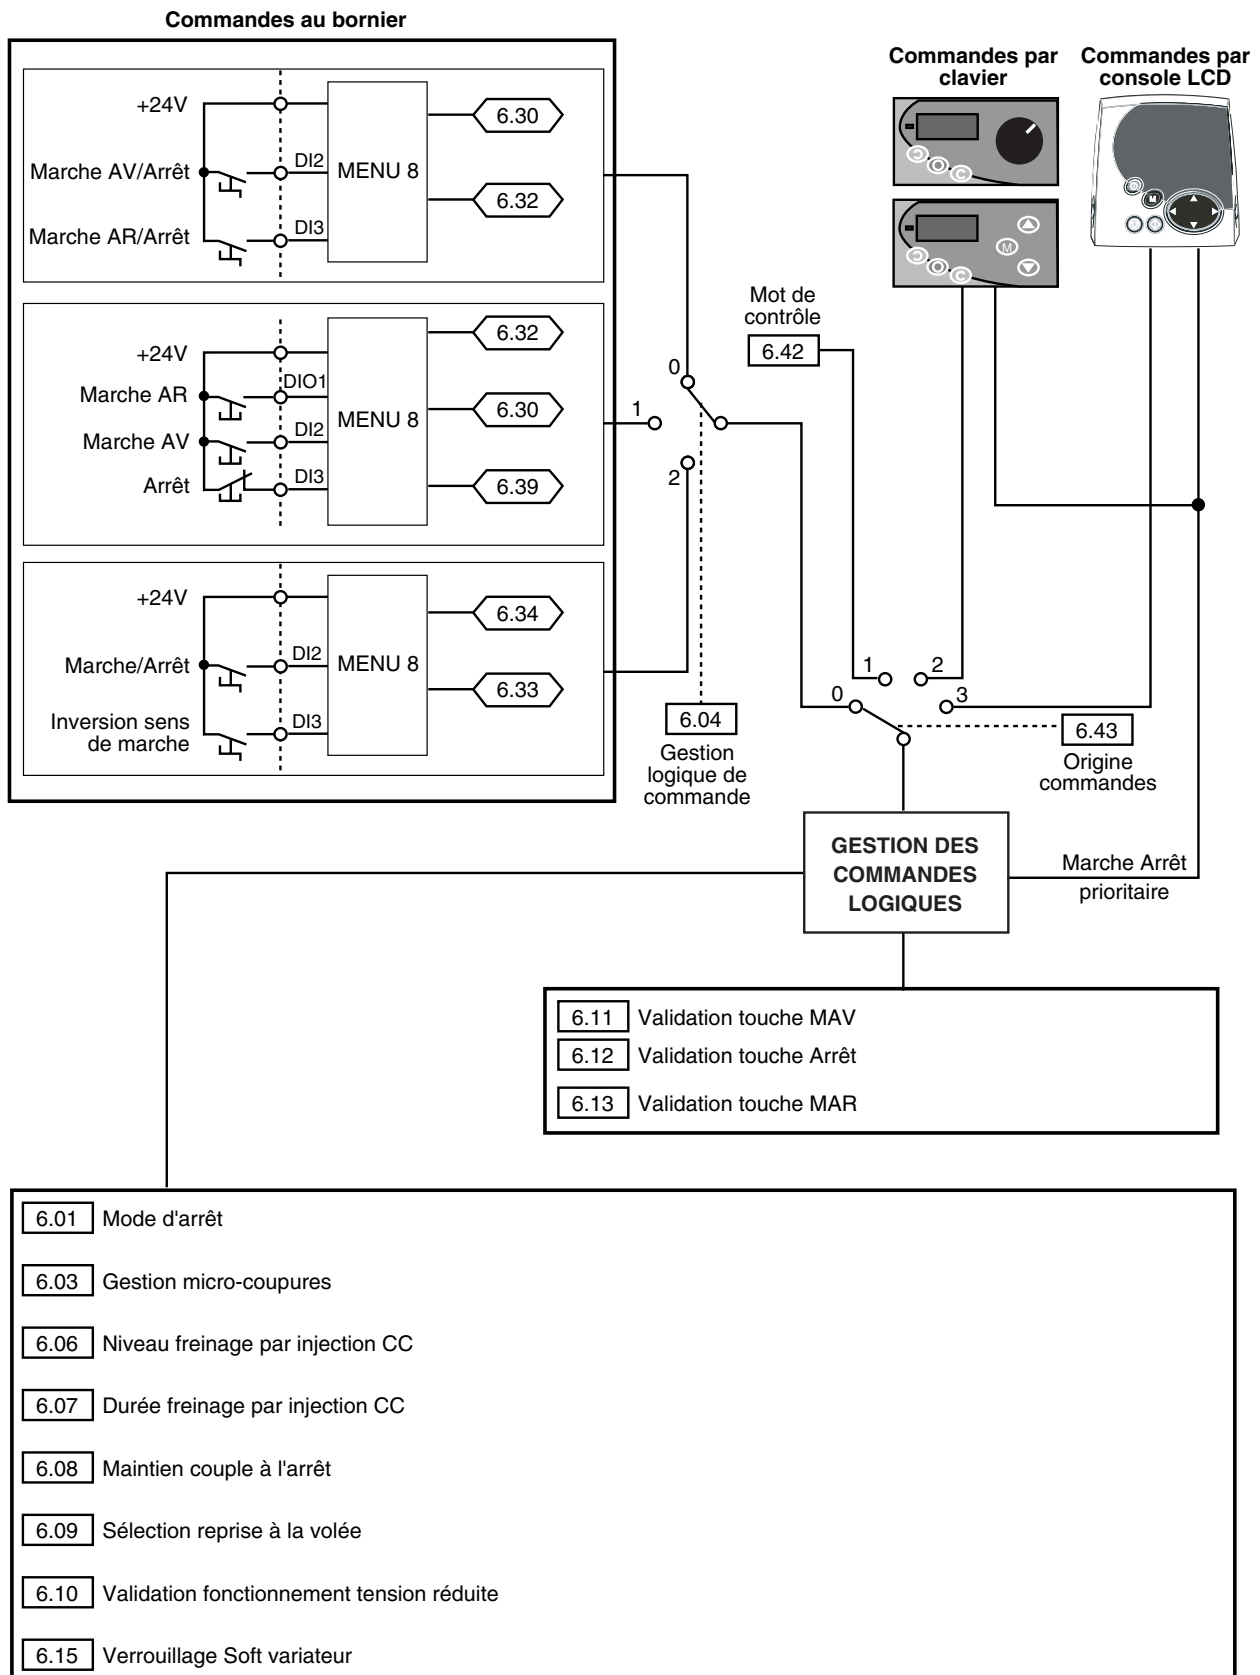 Commandes au bornier
+24V
Marche AV/Arrêt
DI2
Marche AR/Arrêt
DI3
MENU 8
6.30
6.32
+24V
Marche AR
DIO1
Marche AV
DI2
Arrêt
DI3
MENU 8
6.32
6.30
6.39
+24V
Marche/Arrêt
DI2
Inversion sens
de marche
DI3
MENU 8
6.34
6.33
0
1
2
6.04
Gestion
logique de
commande
Mot de
contrôle
6.42
Commandes par
clavier
M
Commandes par
console LCD
M
0
1
2
3
6.43
Origine
commandes
GESTION DES
COMMANDES
LOGIQUES
Marche Arrêt
prioritaire
6.11 Validation touche MAV
6.12 Validation touche Arrêt
6.13 Validation touche MAR
6.01 Mode d'arrêt
6.03 Gestion micro-coupures
6.06 Niveau freinage par injection CC
6.07 Durée freinage par injection CC
6.08 Maintien couple à l'arrêt
6.09 Sélection reprise à la volée
6.10 Validation fonctionnement tension réduite
6.15 Verrouillage Soft variateur